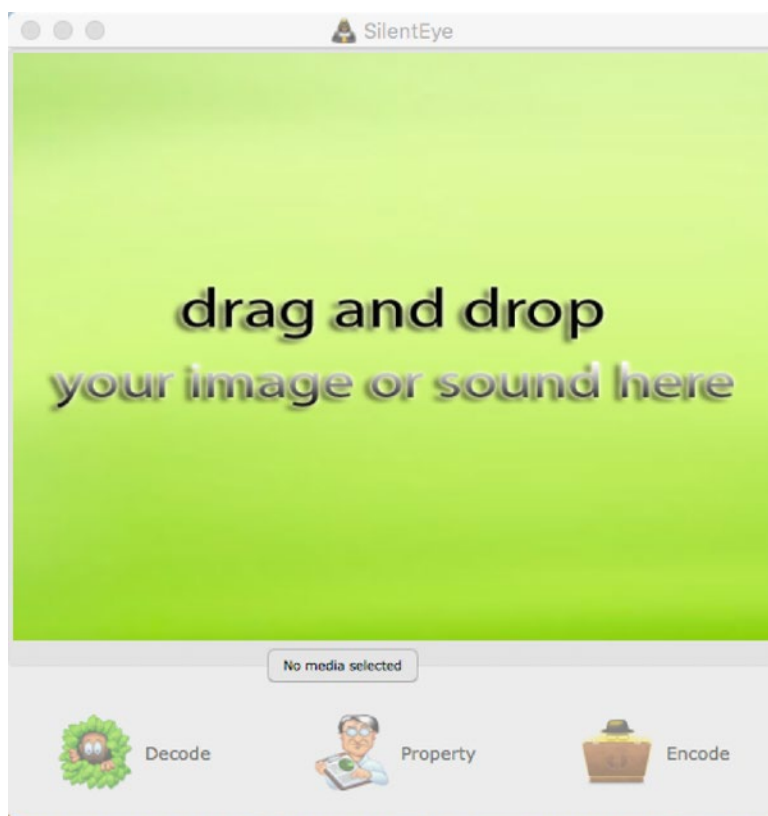 SilentEye
drag and drop
your image or sound here
No media selected
Decode
Property
Encode